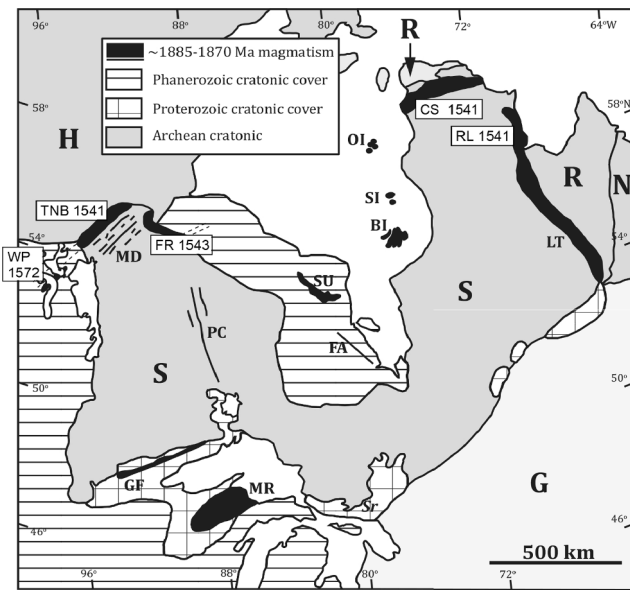 96° 80° 72° 64°W
R
~1885-1870 Ma magmatism
Phanerozoic cratonic cover
Proterozoic cratonic cover
Archean cratonic
58°
58°N
CS 1541
RL 1541
H
OI
R
N
SI
TNB 1541
BI
FR 1543
54°
54°
MD
LT
WP
1572
SU
S
PC
FA
S
50°
50°
GF
MR
G
Sr
46°
46°
500 km
96° 88° 80° 72°